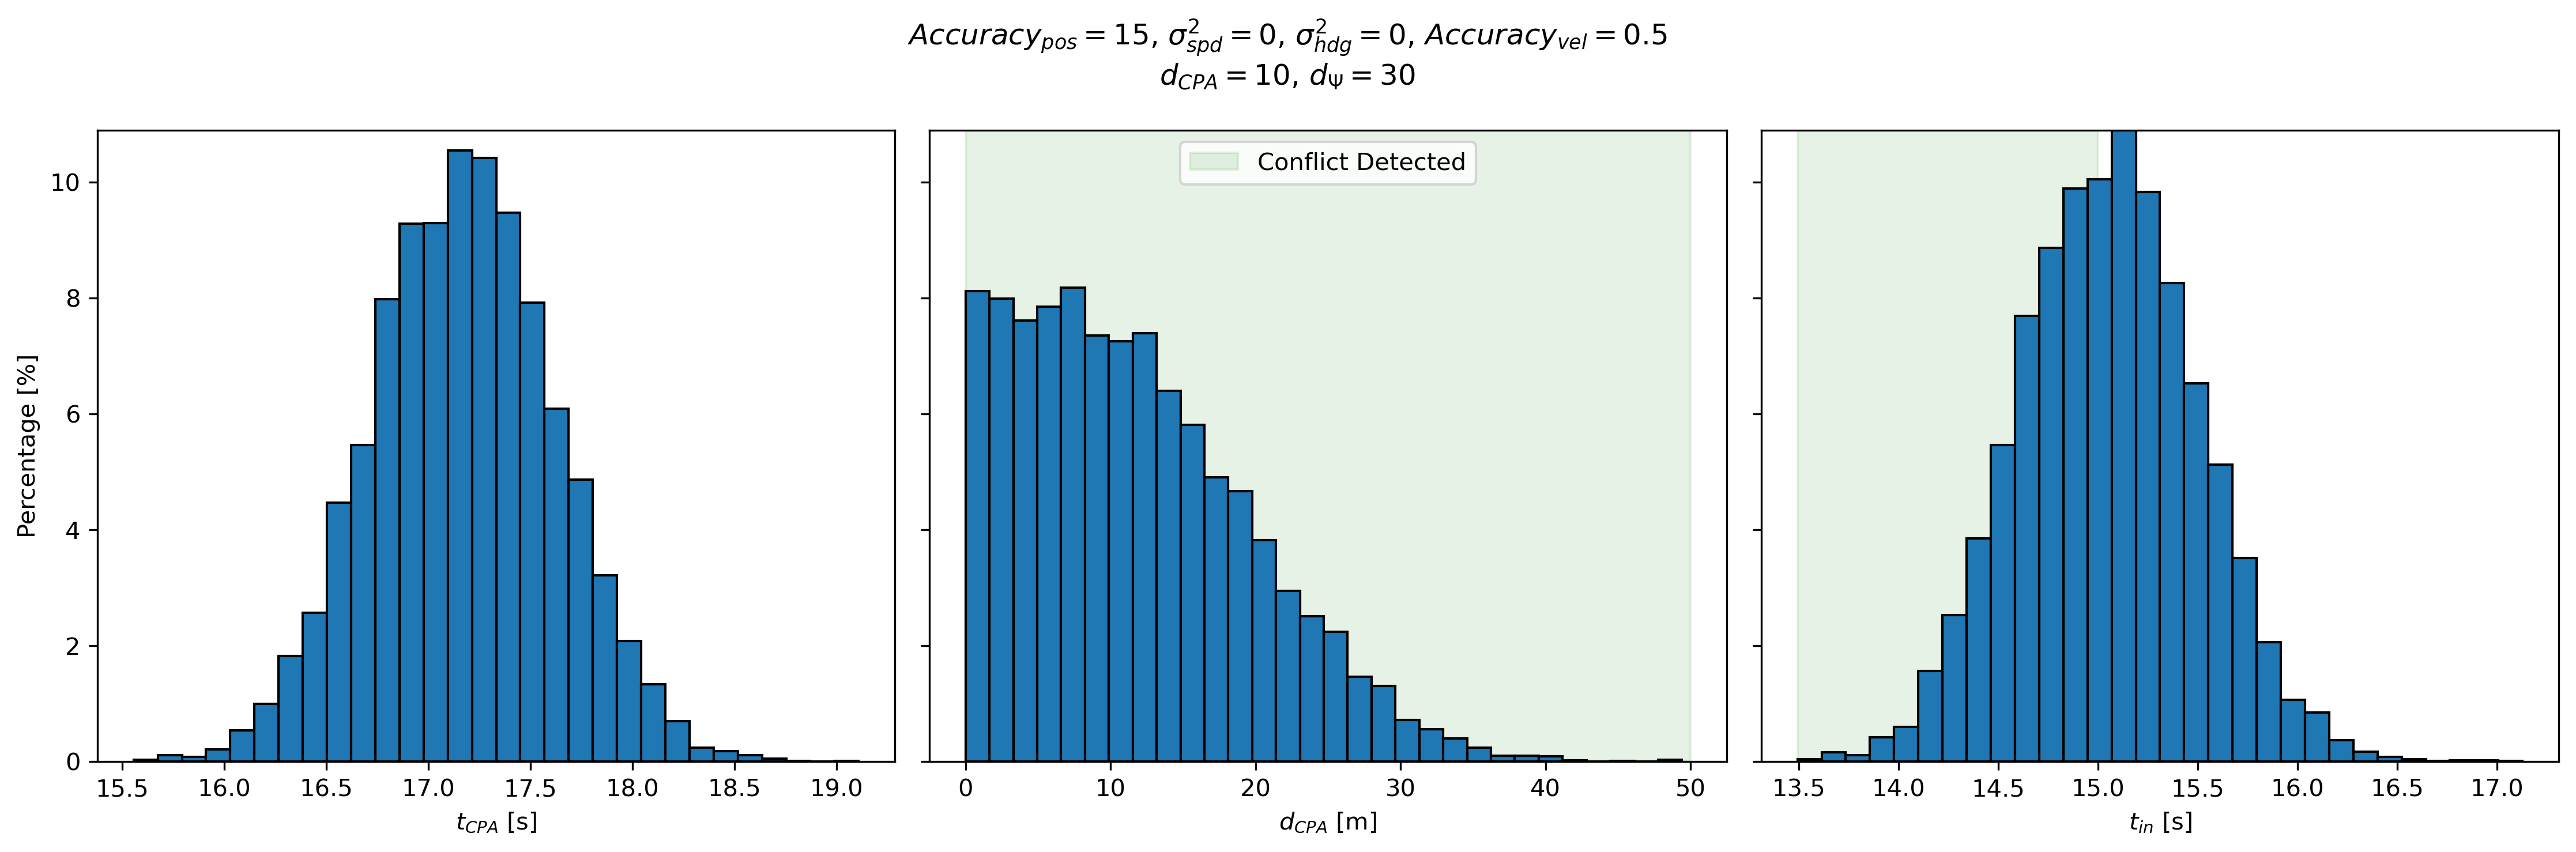 Accuracy_pos = 15, σ²_spd = 0, σ²_hdg = 0, Accuracy_vel = 0.5
d_CPA = 10, d_Ψ = 30
Percentage [%]
10
8
6
4
2
0
15.5 16.0 16.5 17.0 17.5 18.0 18.5 19.0
t_CPA [s]
Conflict Detected
0 10 20 30 40 50
d_CPA [m]
13.5 14.0 14.5 15.0 15.5 16.0 16.5 17.0
t_in [s]